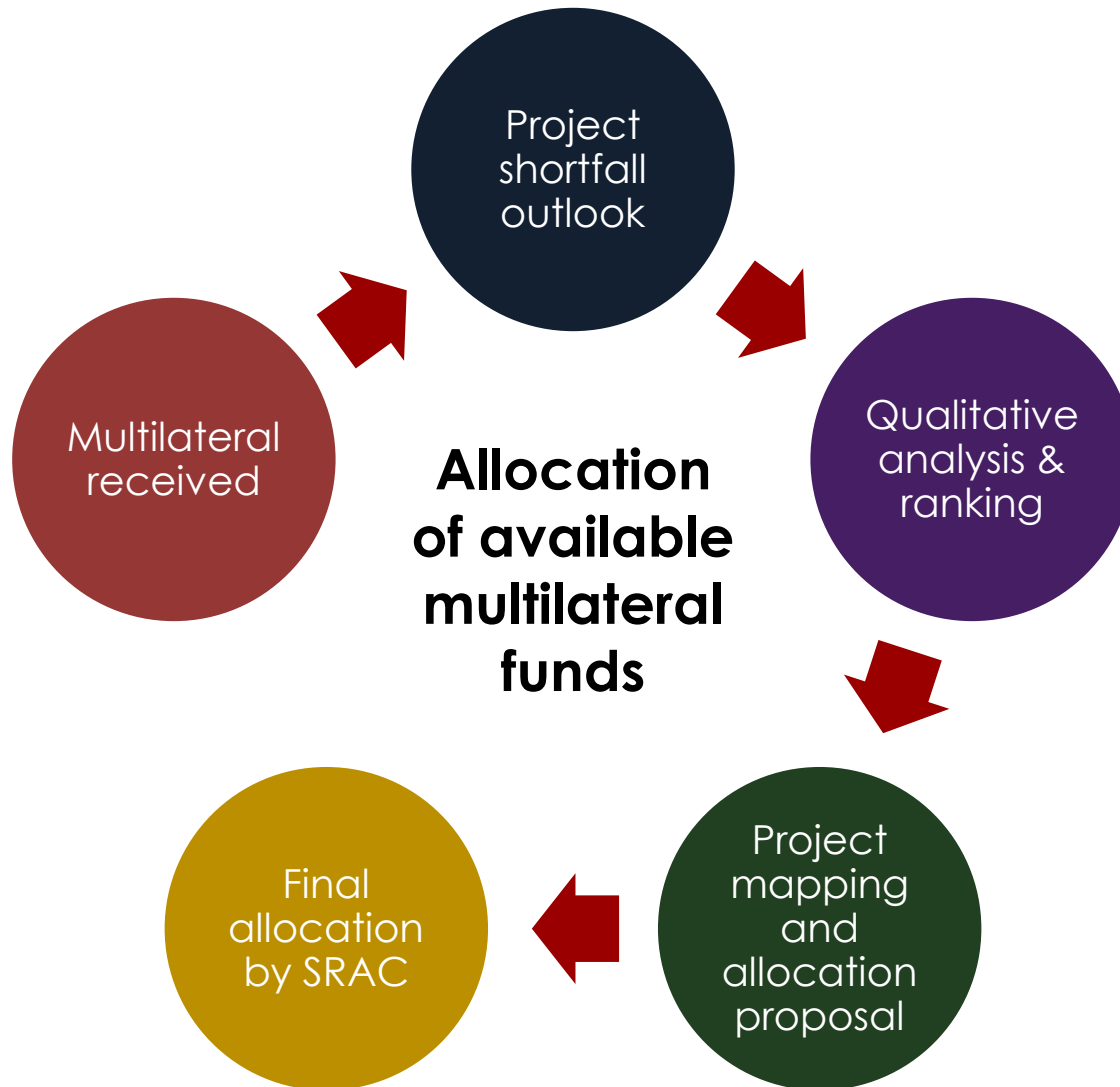 Project
shortfall
outlook
Qualitative
analysis &
ranking
Project
mapping
and
allocation
proposal
Final
allocation
by SRAC
Multilateral
received
Allocation
of available
multilateral
funds